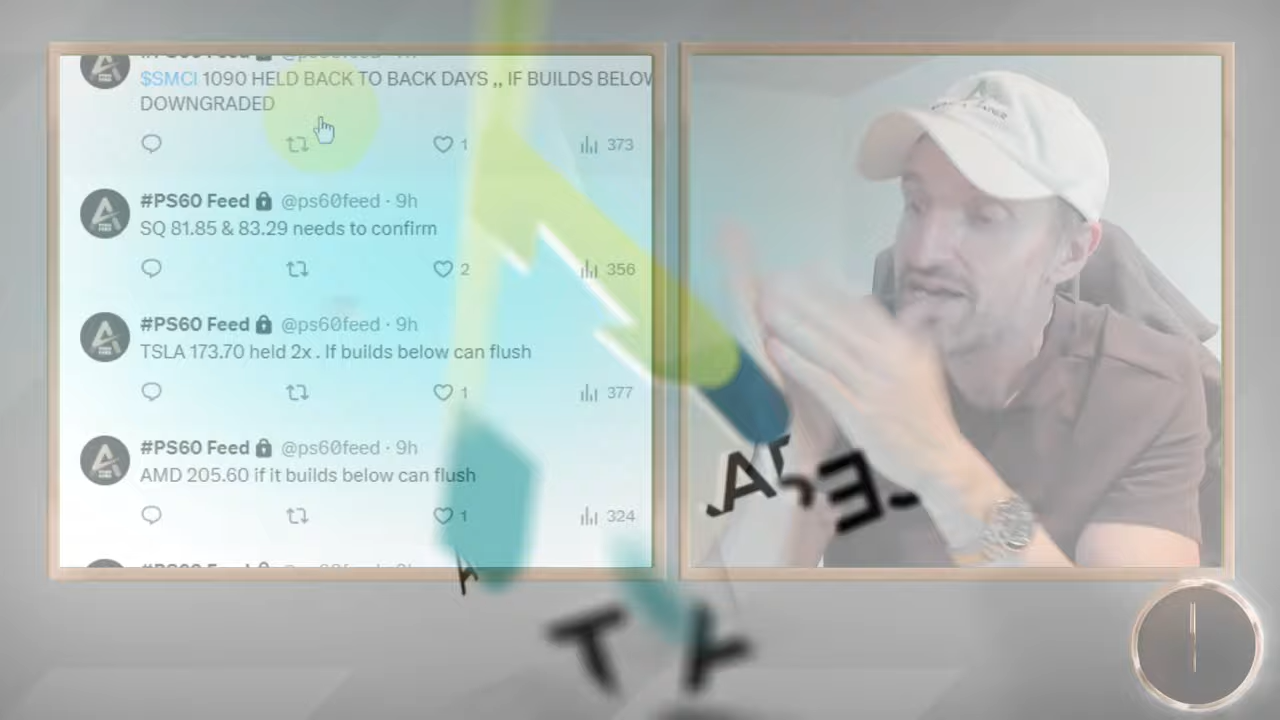 $SMCI 1090 HELD BACK TO BACK DAYS ,, IF BUILDS BELOW
DOWNGRADED
1 373
#PS60 Feed @ps60feed · 9h
SQ 81.85 & 83.29 needs to confirm
2 356
#PS60 Feed @ps60feed · 9h
TSLA 173.70 held 2x . If builds below can flush
1 377
#PS60 Feed @ps60feed · 9h
AMD 205.60 if it builds below can flush
1 324